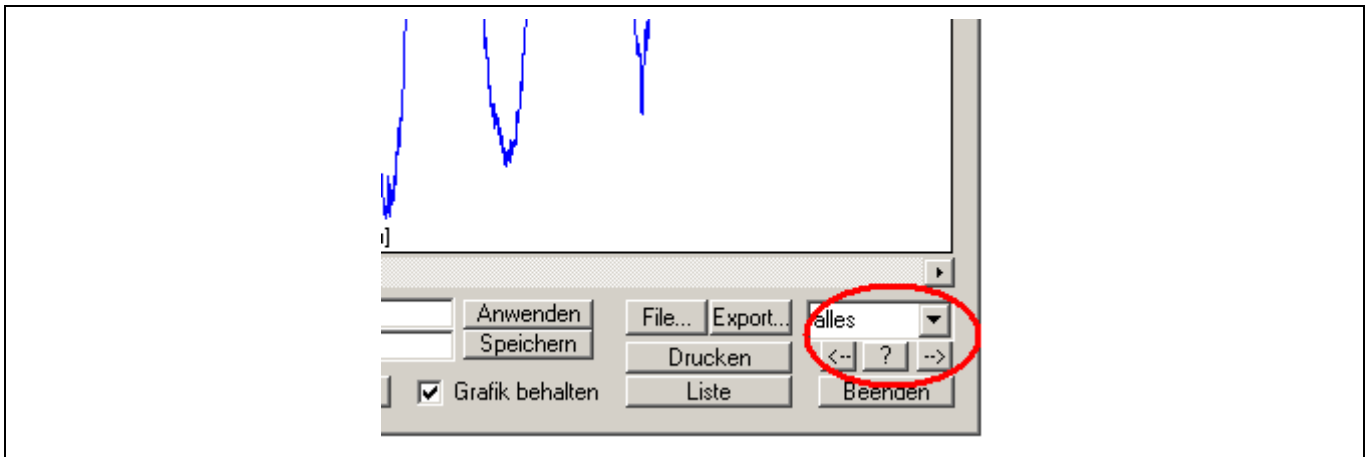 ]
Anwenden File... Export... alles
Speichern Drucken <-- ? -->
Grafik behalten Liste Beenden